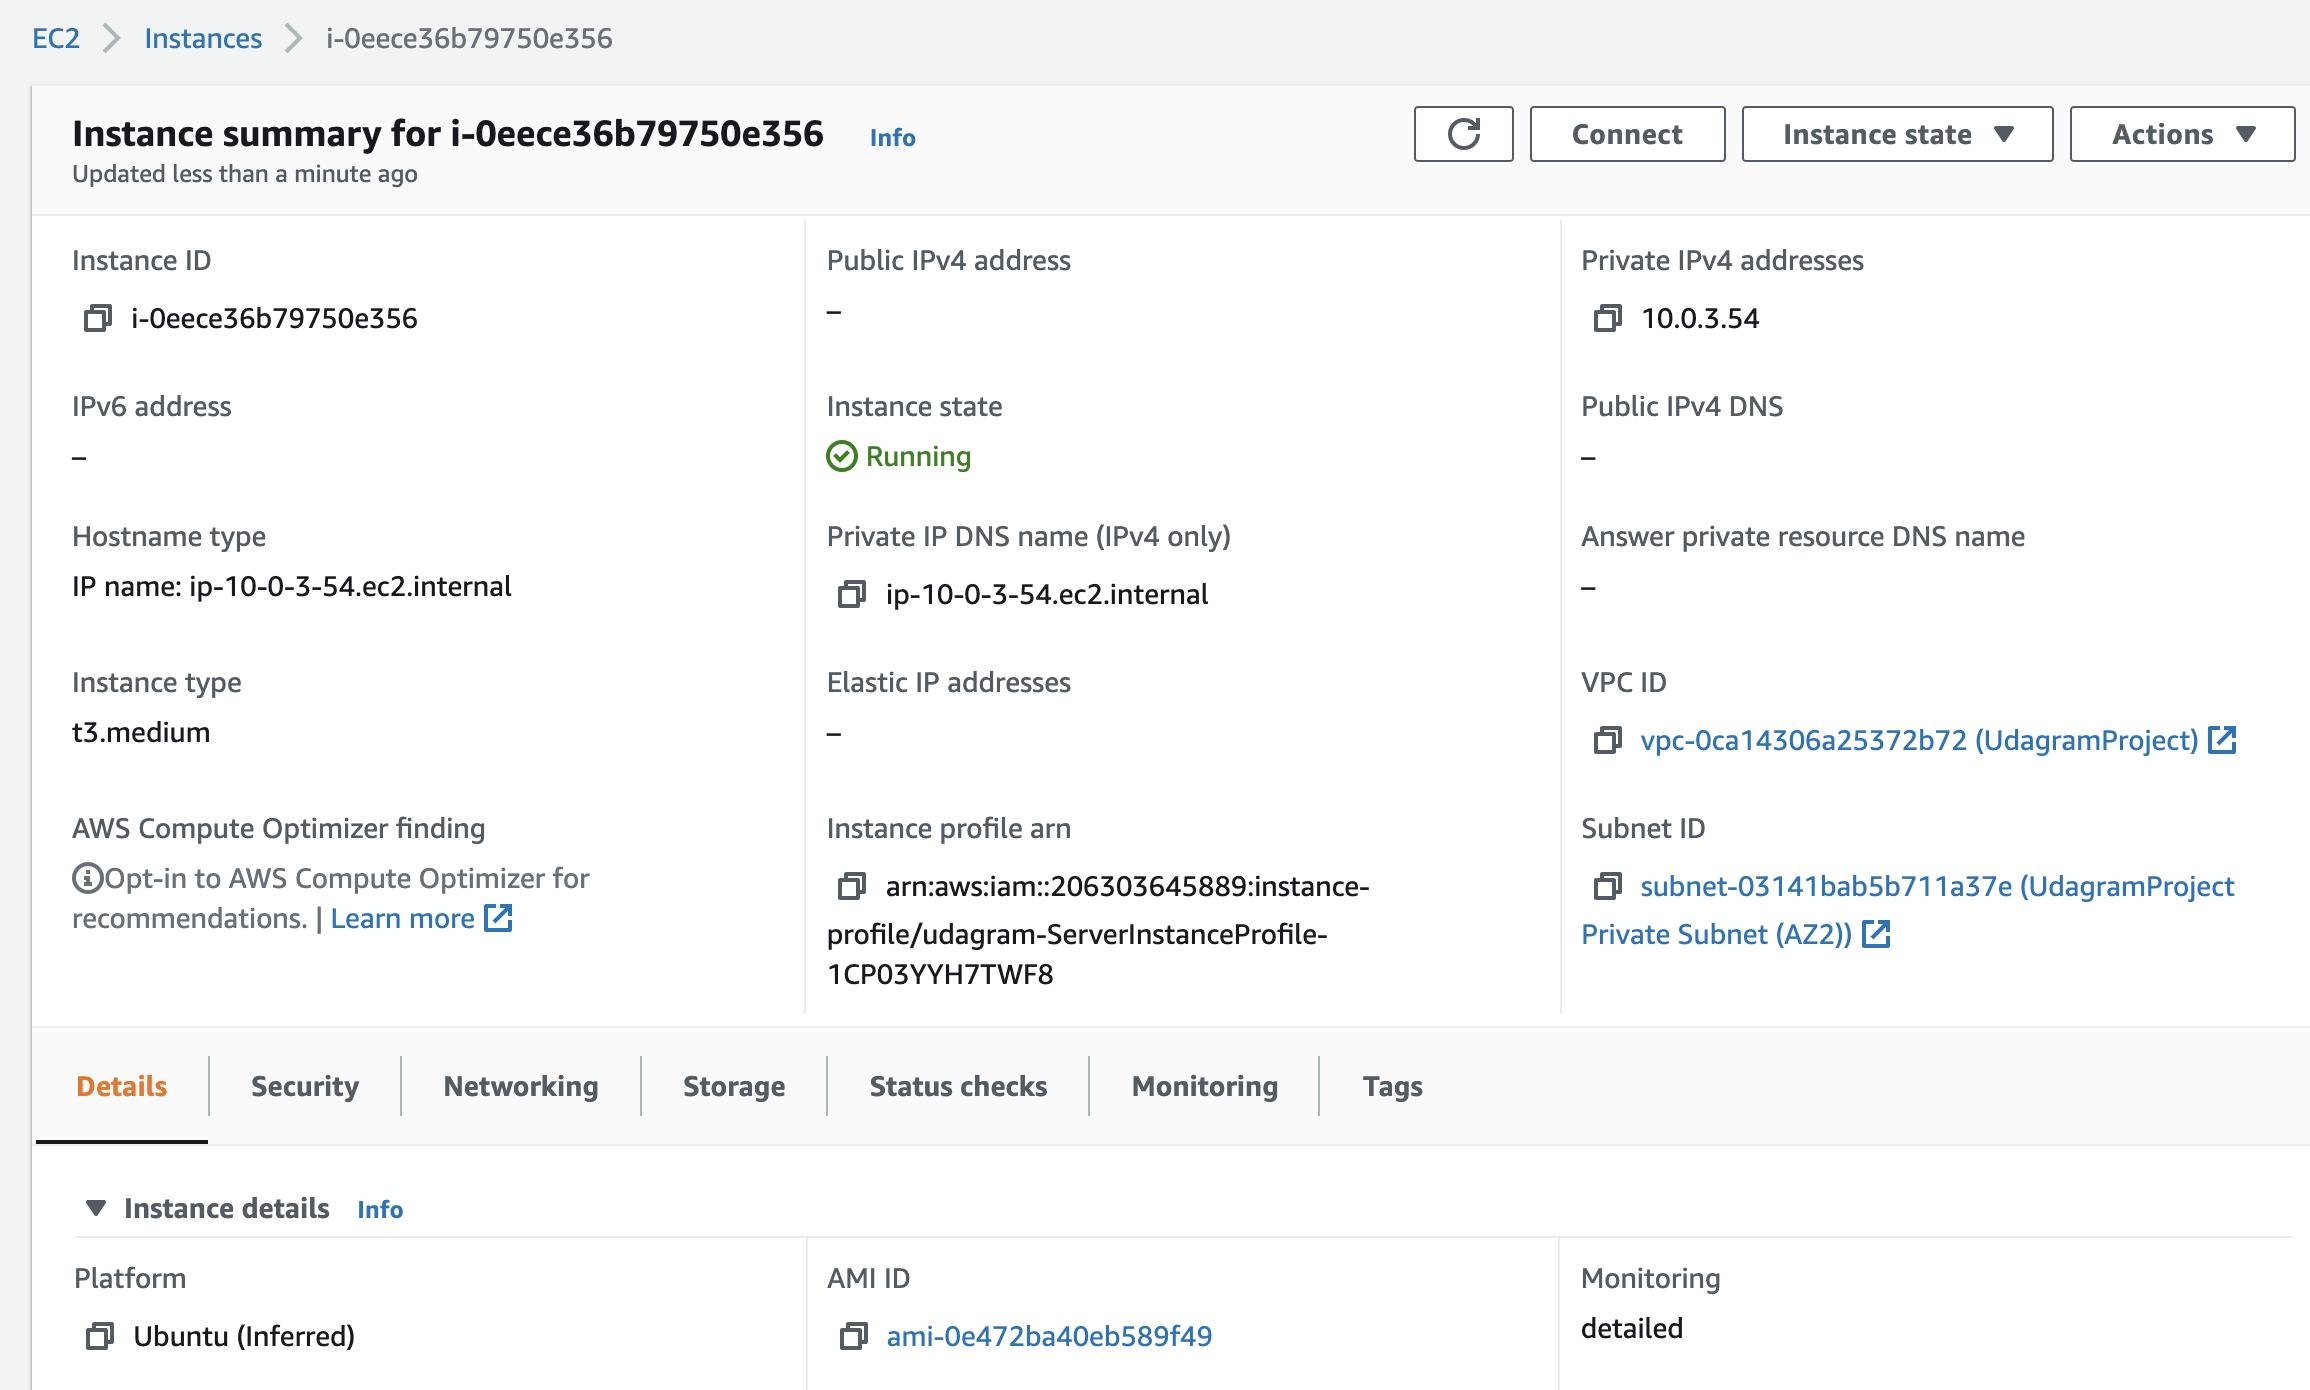 EC2 Instances i-0eece36b79750e356
Instance summary for i-0eece36b79750e356 Info
Updated less than a minute ago
Connect Instance state Actions
Instance ID
i-0eece36b79750e356
Public IPv4 address
–
Private IPv4 addresses
10.0.3.54
IPv6 address
–
Instance state
Running
Public IPv4 DNS
–
Hostname type
IP name: ip-10-0-3-54.ec2.internal
Private IP DNS name (IPv4 only)
ip-10-0-3-54.ec2.internal
Answer private resource DNS name
–
Instance type
t3.medium
Elastic IP addresses
–
VPC ID
vpc-0ca14306a25372b72 (UdagramProject)
AWS Compute Optimizer finding
Opt-in to AWS Compute Optimizer for
recommendations. | Learn more
Instance profile arn
arn:aws:iam::206303645889:instance-
profile/udagram-ServerInstanceProfile-
1CP03YYH7TWF8
Subnet ID
subnet-03141bab5b711a37e (UdagramProject
Private Subnet (AZ2))
Details Security Networking Storage Status checks Monitoring Tags
Instance details Info
Platform
Ubuntu (Inferred)
AMI ID
ami-0e472ba40eb589f49
Monitoring
detailed